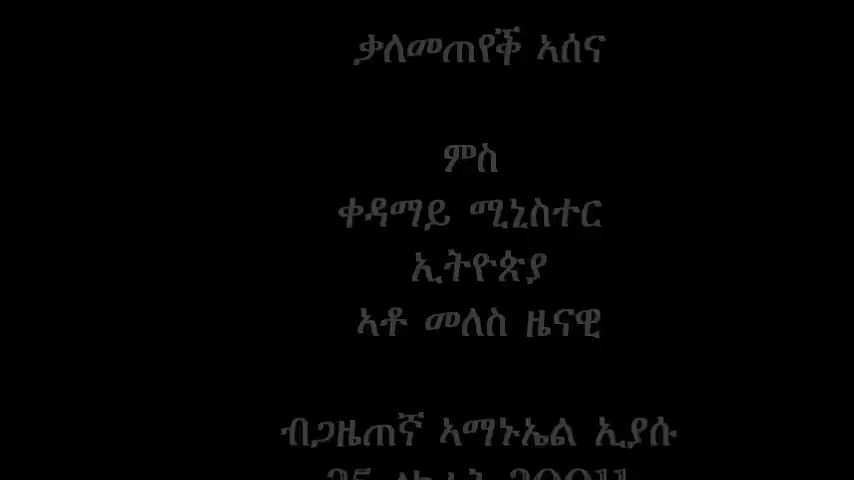 ቃለመጠየቕ ኣሰና
ምስ
ቀዳማይ ሚኒስተር
ኢትዮጵያ
ኣቶ መለስ ዜናዊ
ብጋዜጠኛ ኣማኑኤል ኢያሱ